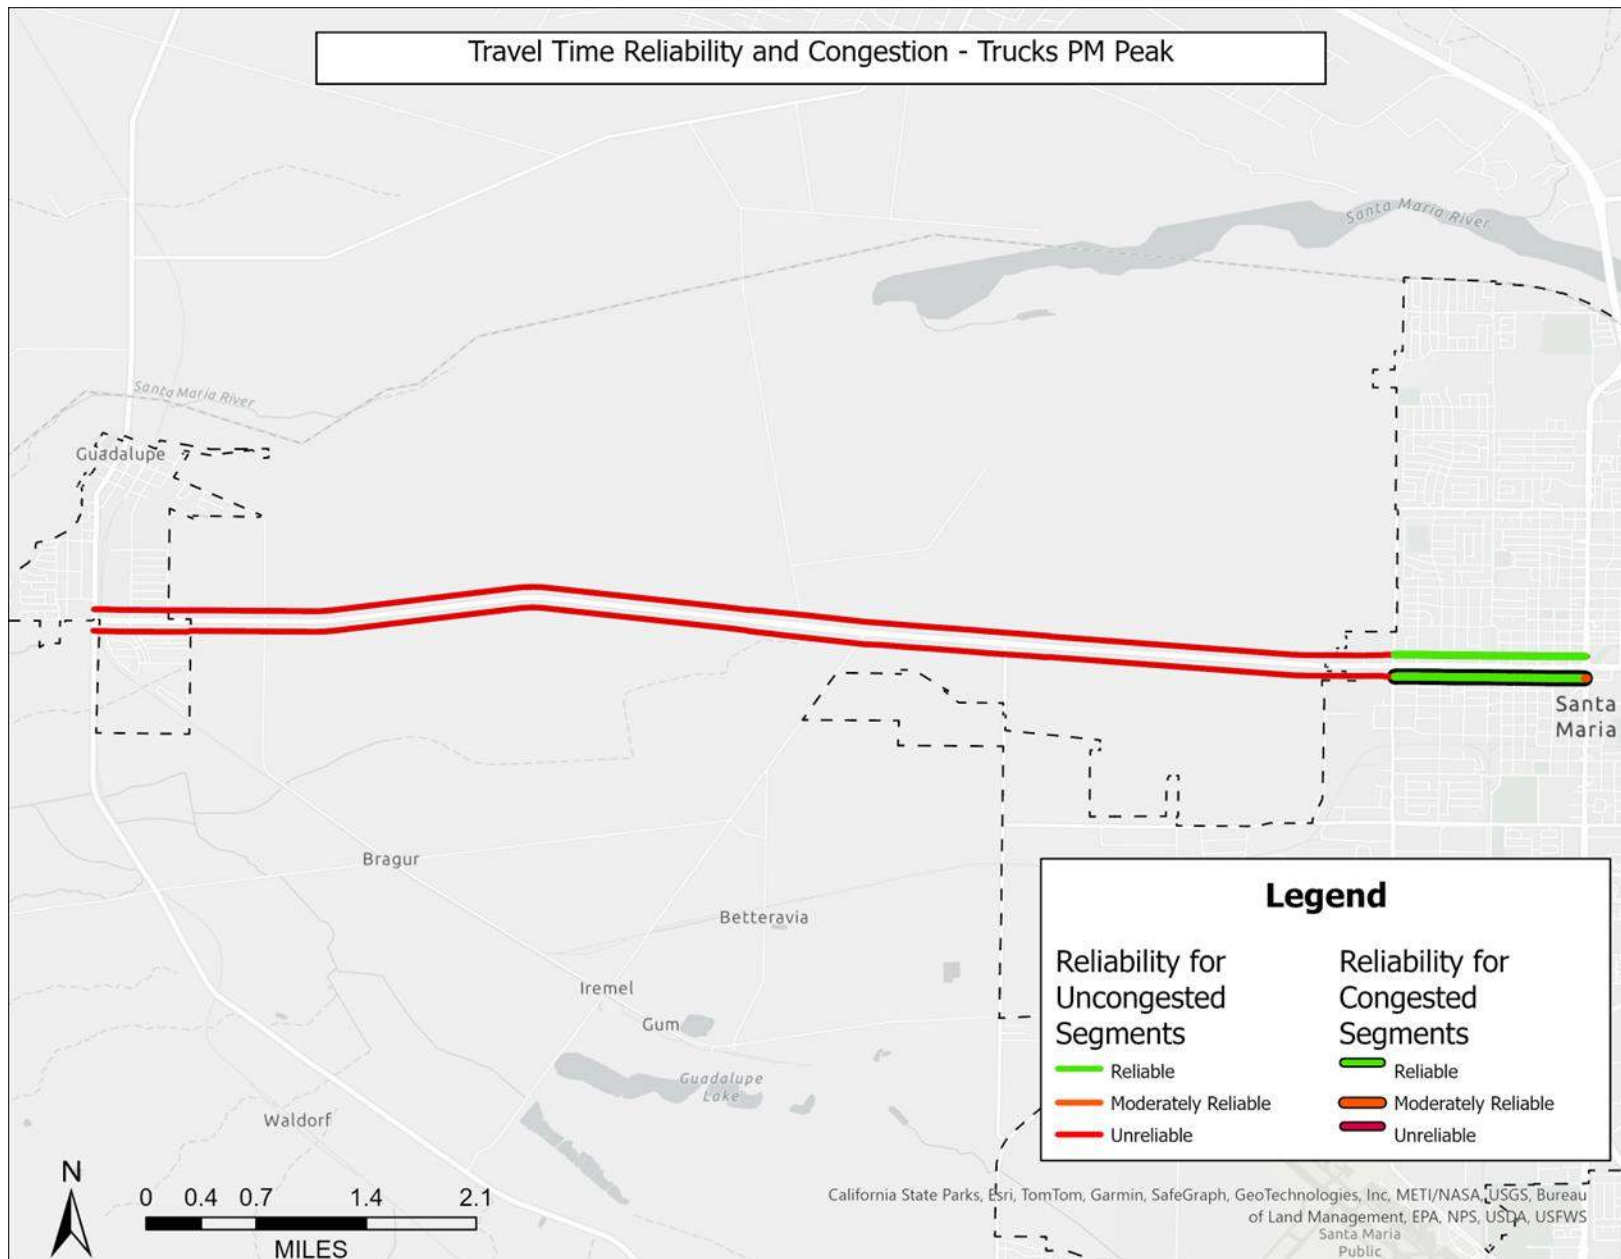 Travel Time Reliability and Congestion - Trucks PM Peak
Santa Maria River
Santa Maria River
Guadalupe
Santa
Maria
Bragur
Betteravia
Iremel
Gum
Guadalupe
Lake
Waldorf
Legend
Reliability for
Uncongested
Segments
Reliable
Moderately Reliable
Unreliable
Reliability for
Congested
Segments
Reliable
Moderately Reliable
Unreliable
N
0 0.4 0.7 1.4 2.1
MILES
California State Parks, Esri, TomTom, Garmin, SafeGraph, GeoTechnologies, Inc, METI/NASA, USGS, Bureau
of Land Management, EPA, NPS, USDA, USFWS
Santa Maria
Public